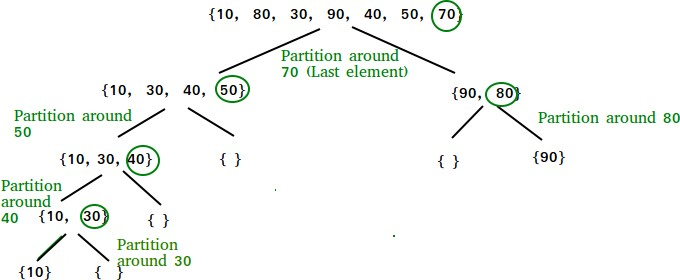 {10, 80, 30, 90, 40, 50, 70}
Partition around
70 (Last element)
{10, 30, 40, 50}
{90, 80}
Partition around
50
Partition around 80
{10, 30, 40}
{ }
{ }
{90}
Partition
around
40
{10, 30}
{ }
Partition
around 30
{10}
{ }